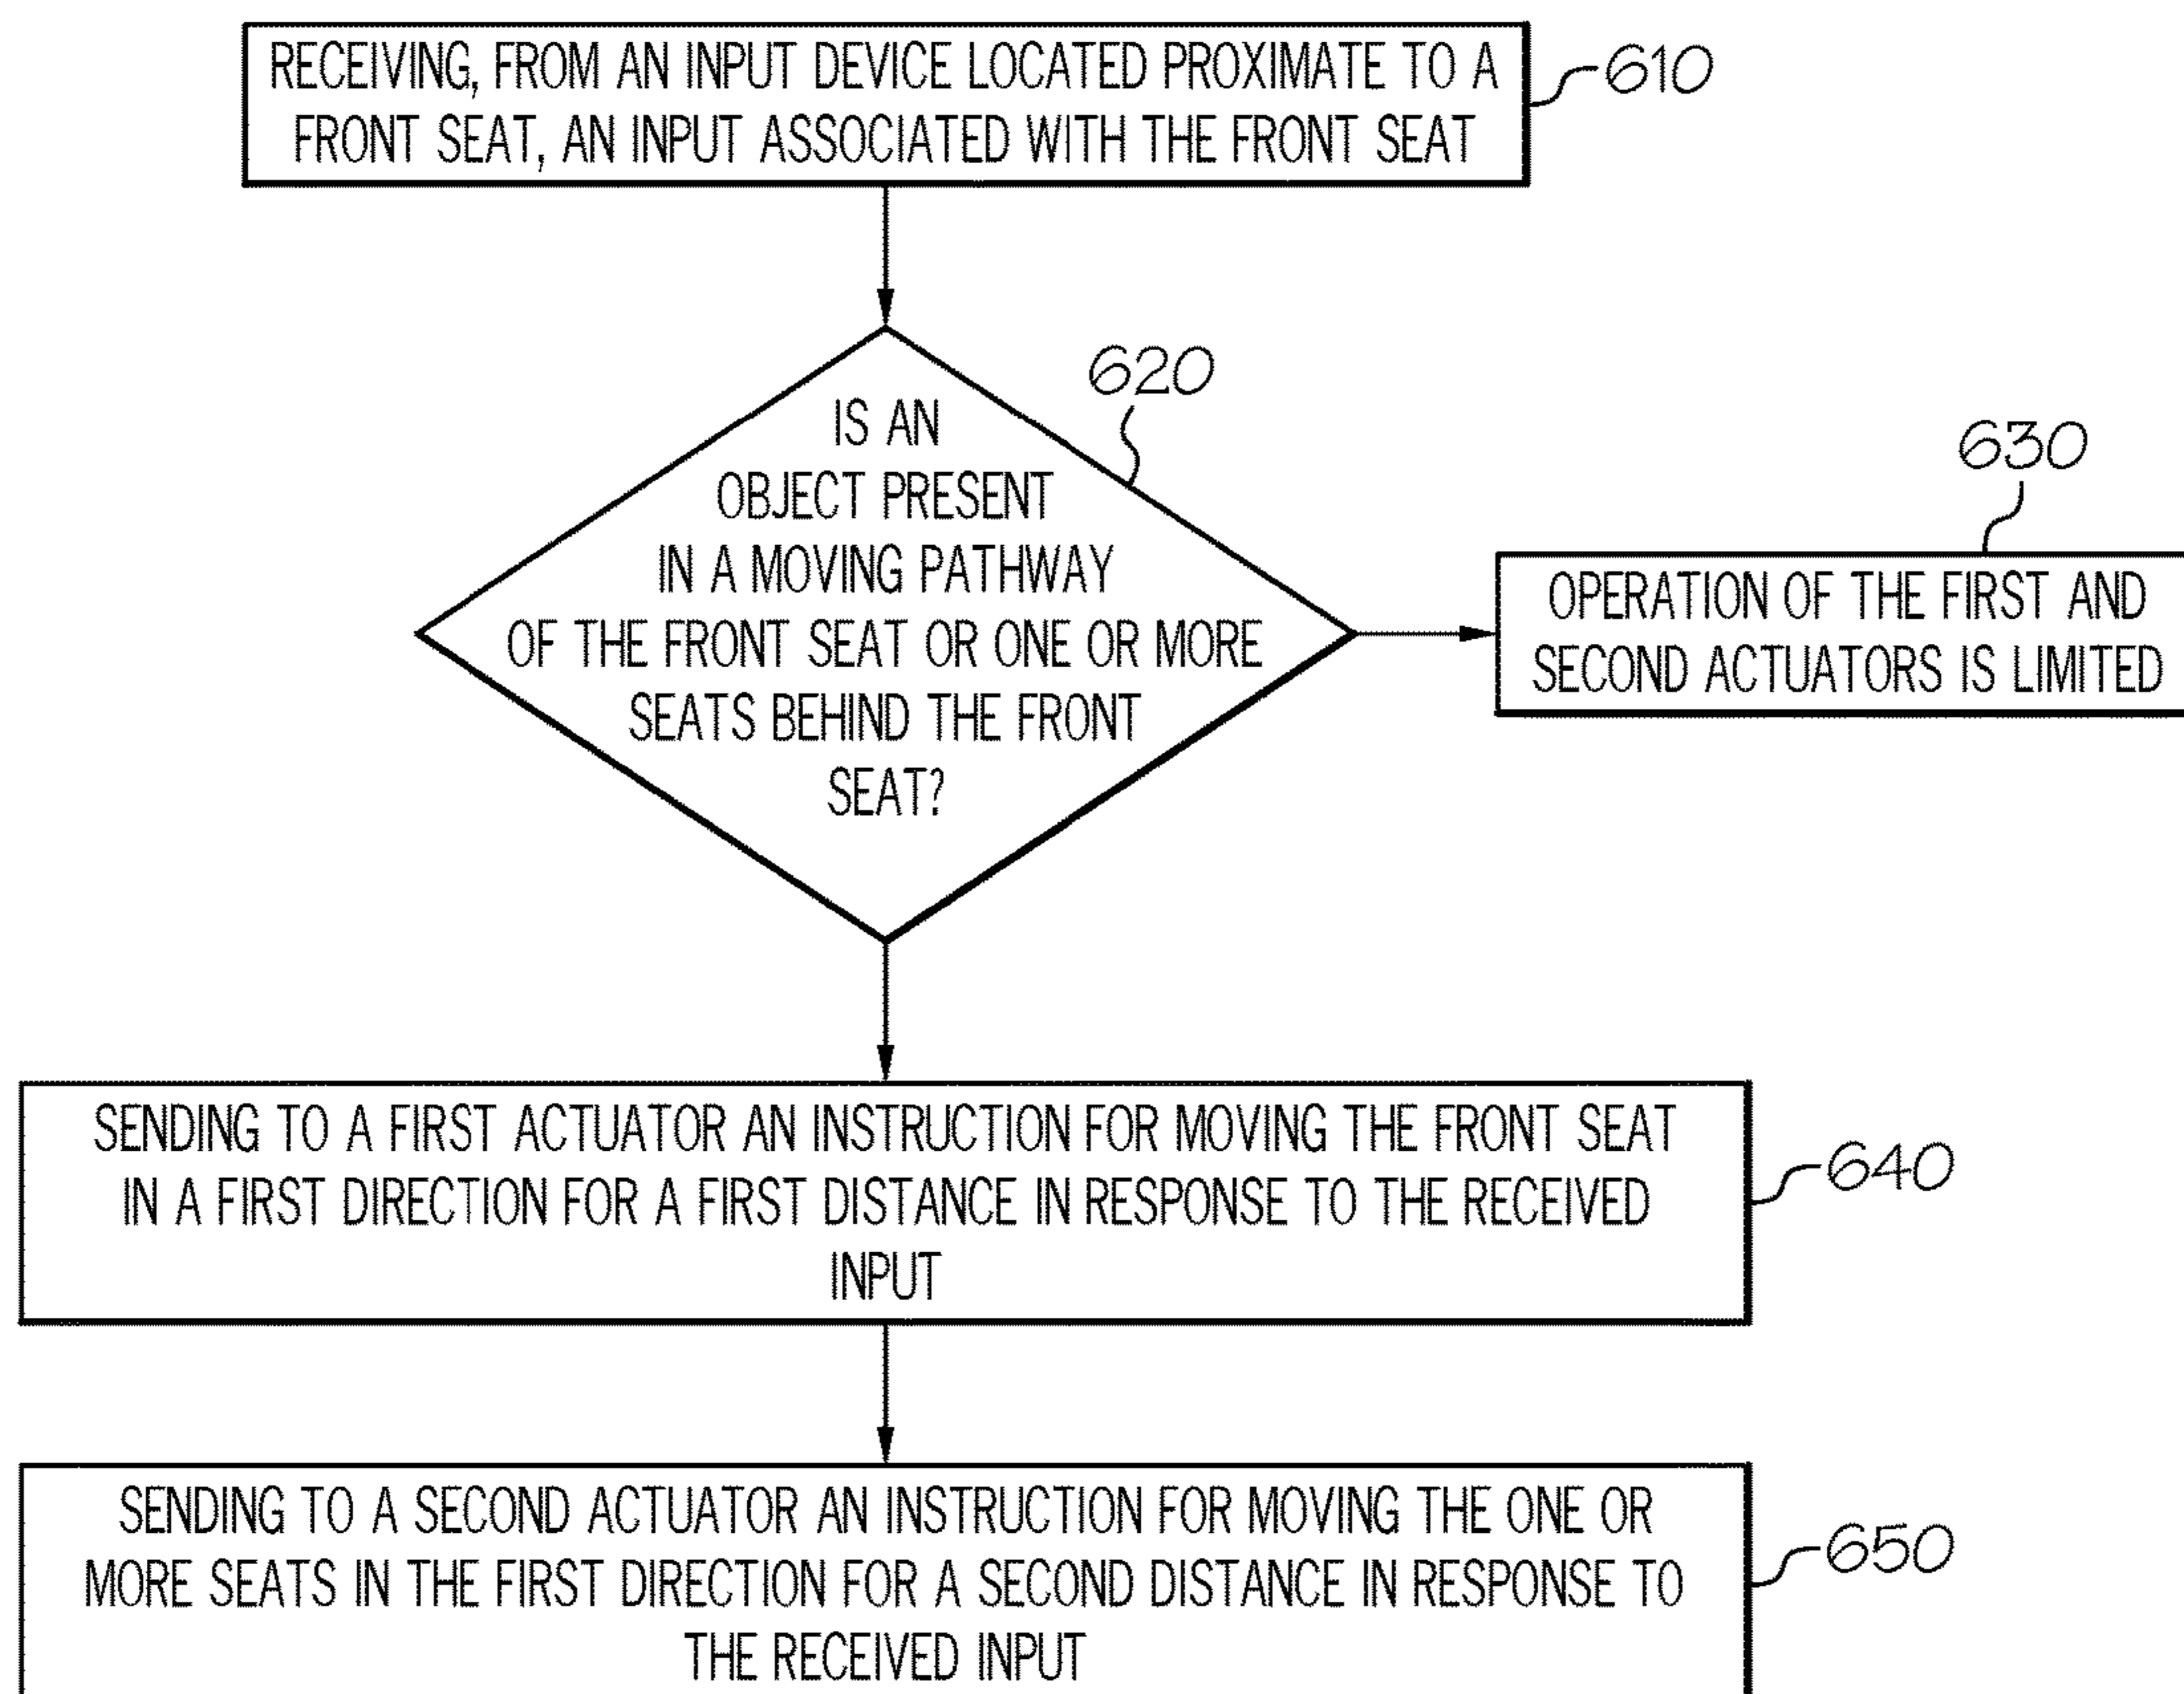 RECEIVING, FROM AN INPUT DEVICE LOCATED PROXIMATE TO A
FRONT SEAT, AN INPUT ASSOCIATED WITH THE FRONT SEAT
610
620
IS AN
OBJECT PRESENT
IN A MOVING PATHWAY
OF THE FRONT SEAT OR ONE OR MORE
SEATS BEHIND THE FRONT
SEAT?
630
OPERATION OF THE FIRST AND
SECOND ACTUATORS IS LIMITED
SENDING TO A FIRST ACTUATOR AN INSTRUCTION FOR MOVING THE FRONT SEAT
IN A FIRST DIRECTION FOR A FIRST DISTANCE IN RESPONSE TO THE RECEIVED
INPUT
640
SENDING TO A SECOND ACTUATOR AN INSTRUCTION FOR MOVING THE ONE OR
MORE SEATS IN THE FIRST DIRECTION FOR A SECOND DISTANCE IN RESPONSE TO
THE RECEIVED INPUT
650